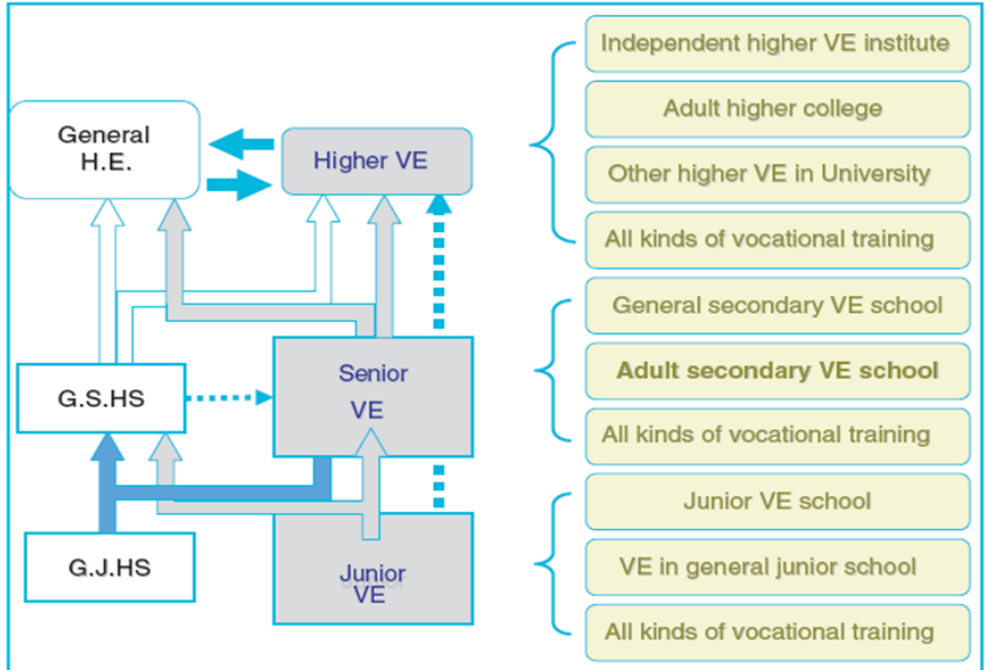 General
H.E.
Higher VE
G.S.HS
Senior
VE
G.J.HS
Junior
VE
Independent higher VE institute
Adult higher college
Other higher VE in University
All kinds of vocational training
General secondary VE school
Adult secondary VE school
All kinds of vocational training
Junior VE school
VE in general junior school
All kinds of vocational training